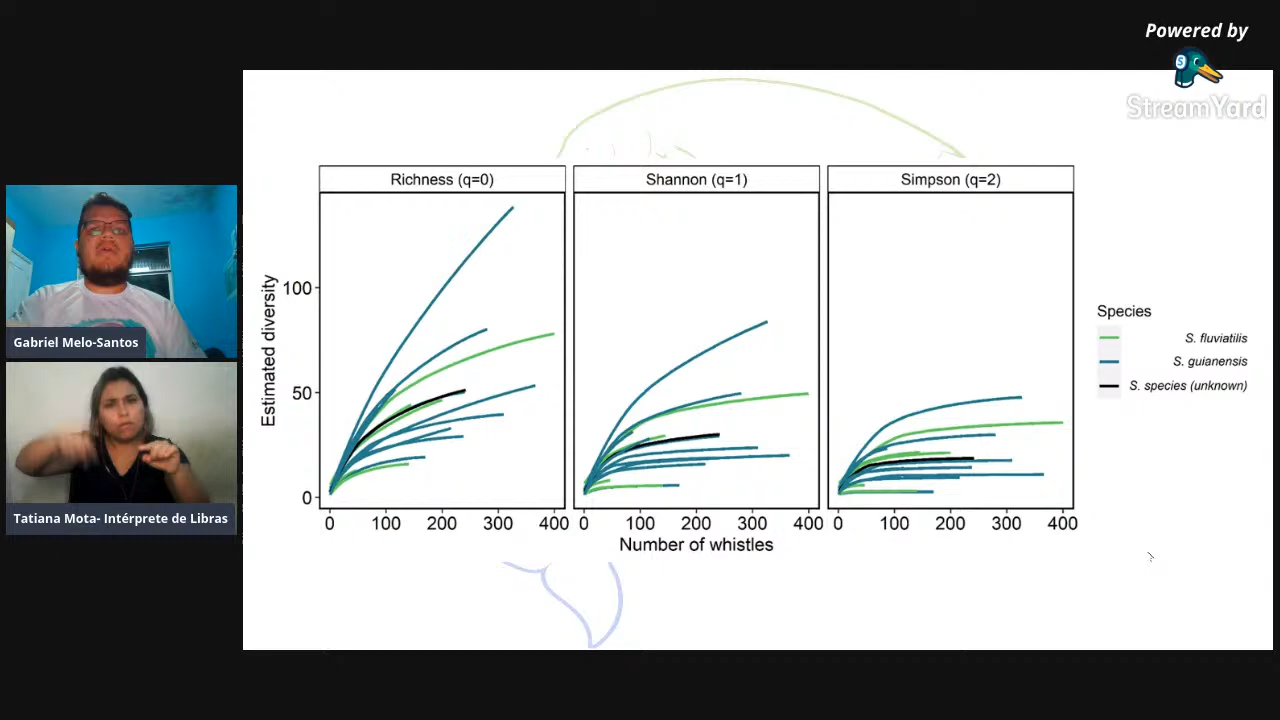 Powered by
StreamYard
Richness (q=0)
Shannon (q=1)
Simpson (q=2)
Estimated diversity
100
50
0
0 100 200 300 400
0 100 200 300 400
0 100 200 300 400
Number of whistles
Species
S. fluviatilis
S. guianensis
S. species (unknown)
Gabriel Melo-Santos
Tatiana Mota- Intérprete de Libras